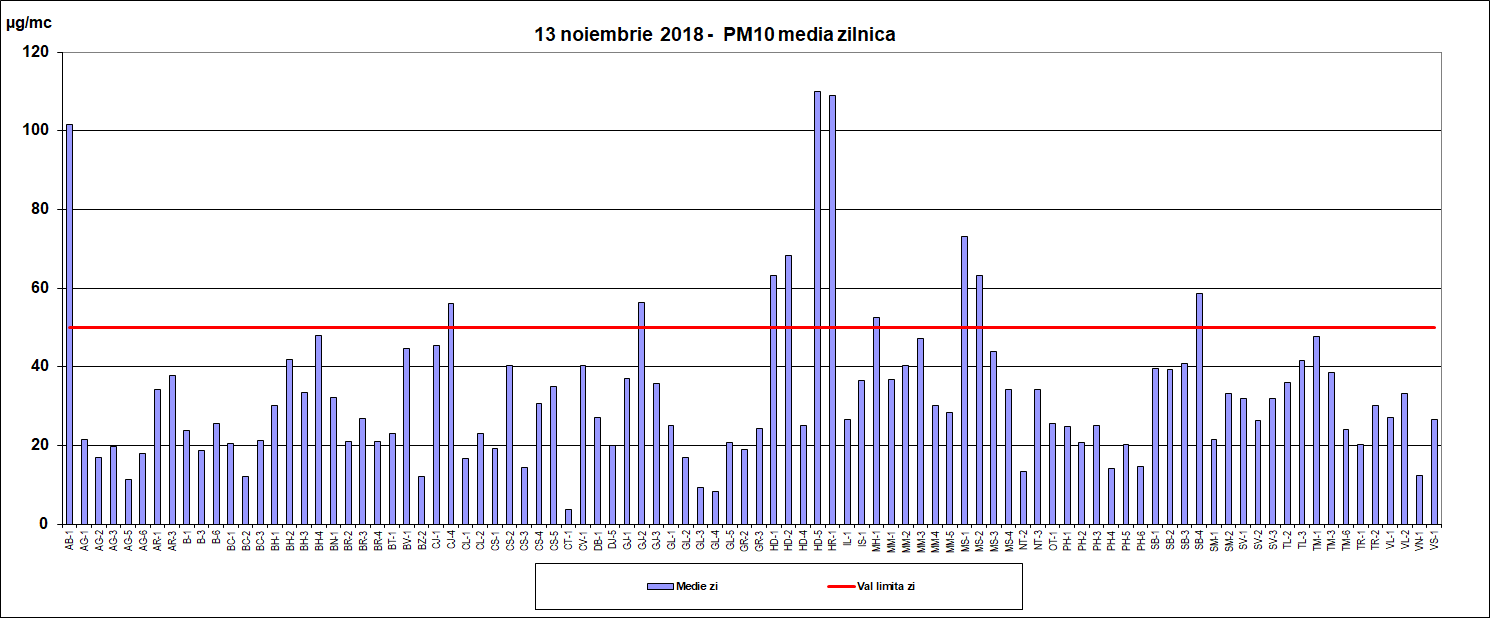 µg/mc
13 noiembrie 2018 - PM10 media zilnica
120
100
80
60
40
20
0
AB-1 AG-1 AG-2 AG-3 AG-5 AG-6 AR-1 AR-3 B-1 B-3 B-6 BC-1 BC-2 BC-3 BH-1 BH-2 BH-3 BH-4 BN-1 BR-2 BR-3 BR-4 BT-1 BV-1 BZ-2 CJ-1 CJ-4 CL-1 CL-2 CS-1 CS-2 CS-3 CS-4 CS-5 CT-1 CV-1 DB-1 DJ-5 GJ-1 GJ-2 GJ-3 GL-1 GL-2 GL-3 GL-4 GL-5 GR-2 GR-3 HD-1 HD-2 HD-4 HD-5 HR-1 IL-1 IS-1 MH-1 MM-1 MM-2 MM-3 MM-4 MM-5 MS-1 MS-2 MS-3 MS-4 NT-2 NT-3 OT-1 PH-1 PH-2 PH-3 PH-4 PH-5 PH-6 SB-1 SB-2 SB-3 SB-4 SM-1 SM-2 SV-1 SV-2 SV-3 TL-2 TL-3 TM-1 TM-3 TM-6 TR-1 TR-2 VL-1 VL-2 VN-1 VS-1
Medie zi Val limita zi